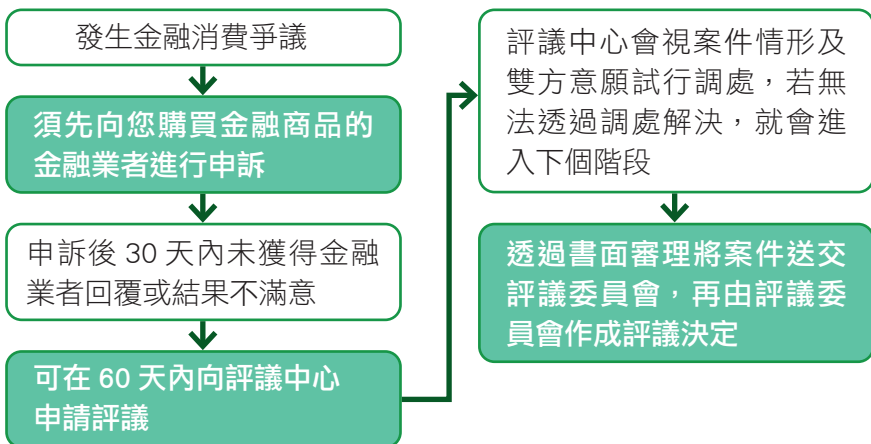 發生金融消費爭議
須先向您購買金融商品的
金融業者進行申訴
申訴後 30 天內未獲得金融
業者回覆或結果不滿意
可在 60 天內向評議中心
申請評議
評議中心會視案件情形及
雙方意願試行調處，若無
法透過調處解決，就會進
入下個階段
透過書面審理將案件送交
評議委員會，再由評議委
員會作成評議決定